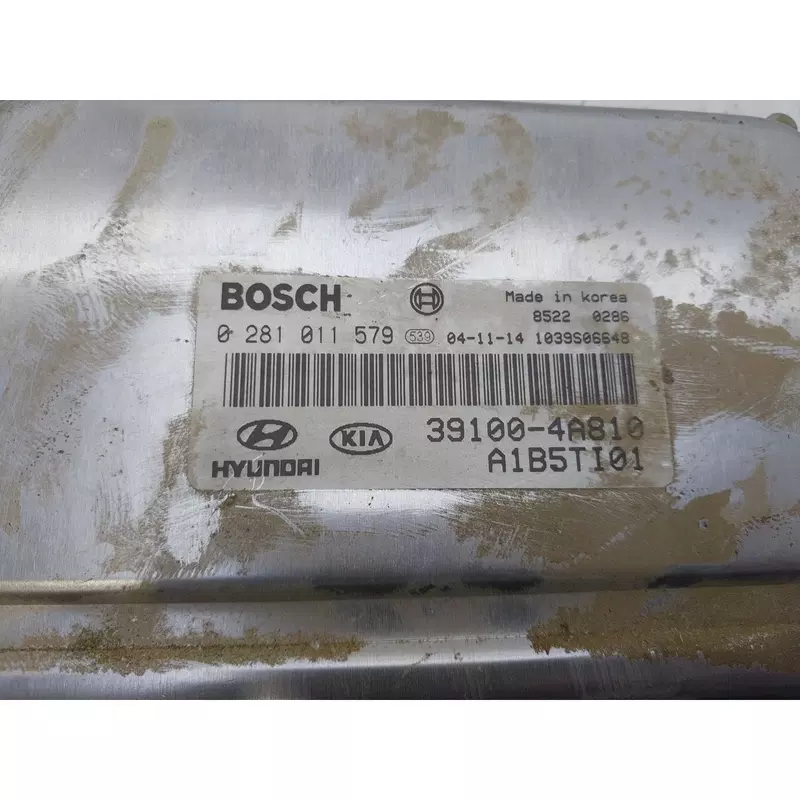 BOSCH
Made in Korea
8522 0286
0 281 011 579 539 04-11-14 1039S06648
KIA 39100-4A810
HYUNDAI A1B5TI01